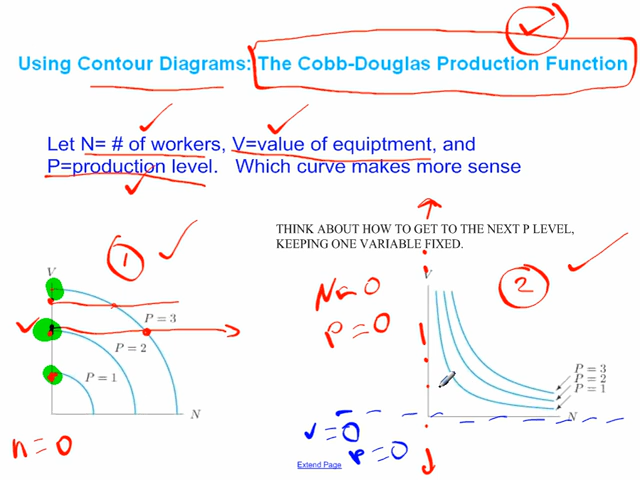 Using Contour Diagrams: The Cobb-Douglas Production Function
Let N= # of workers, V=value of equiptment, and
P=production level. Which curve makes more sense
THINK ABOUT HOW TO GET TO THE NEXT P LEVEL,
KEEPING ONE VARIABLE FIXED.
1
V
P = 3
P = 2
P = 1
N
n = 0
N = 0
P = 0
2
V
P = 3
P = 2
P = 1
N
v = 0
P = 0
Extend Page